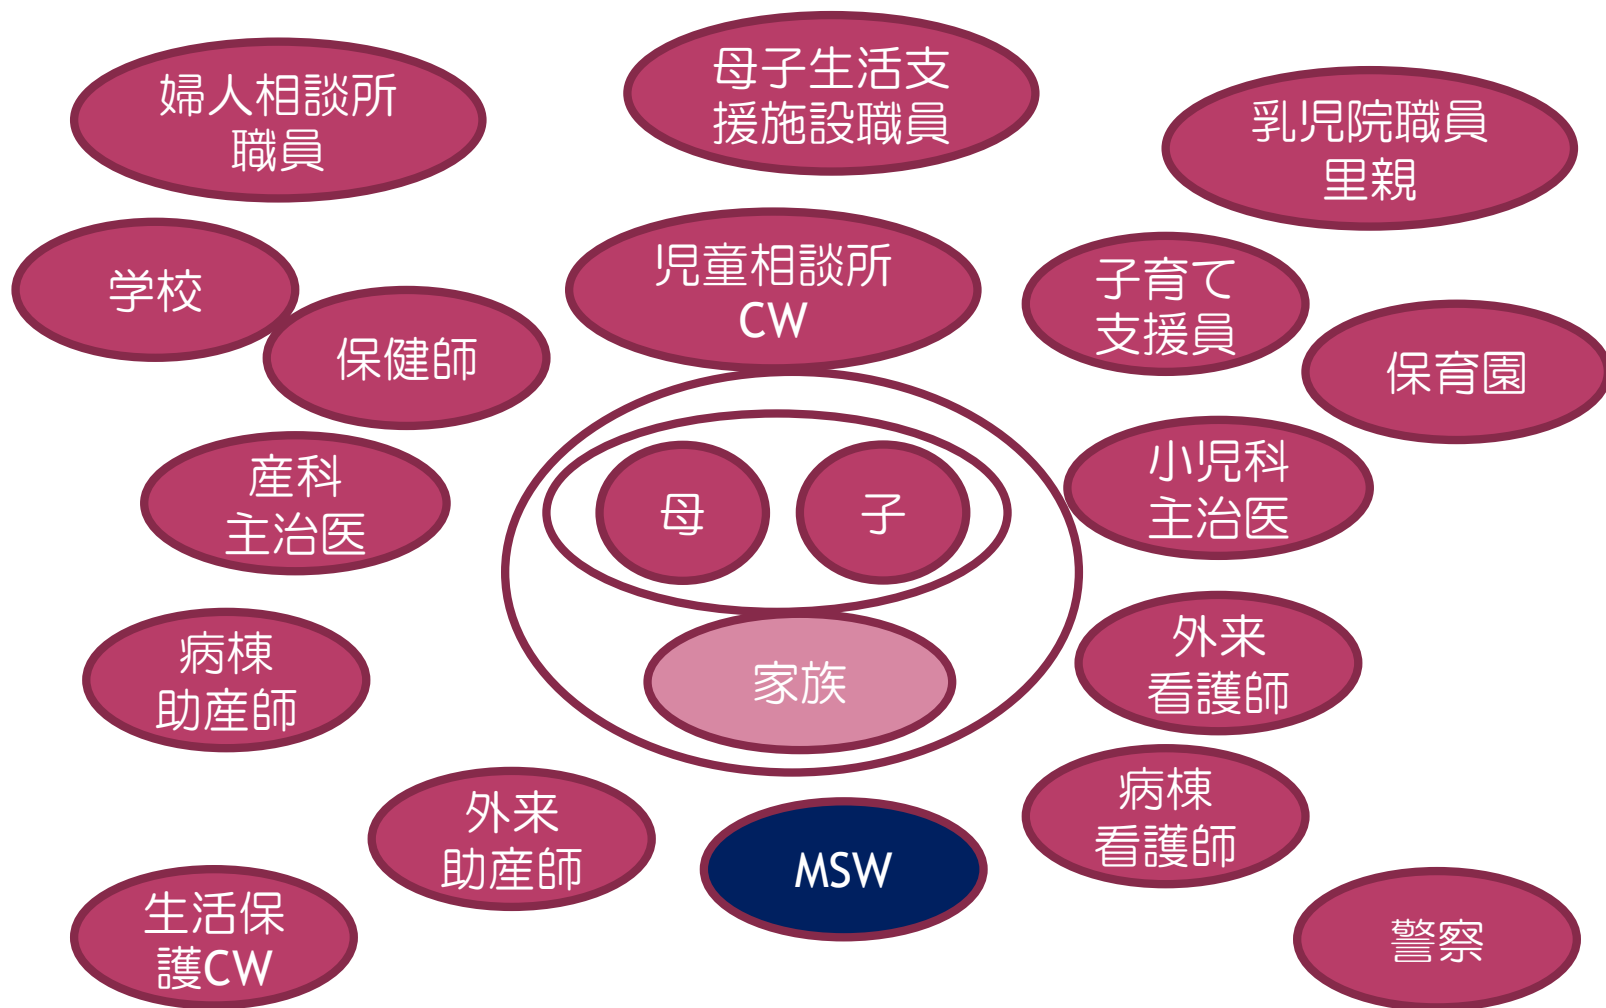 婦人相談所
職員
母子生活支
援施設職員
乳児院職員
里親
学校
保健師
児童相談所
CW
子育て
支援員
保育園
産科
主治医
母
子
小児科
主治医
病棟
助産師
家族
外来
看護師
外来
助産師
MSW
病棟
看護師
生活保
護CW
警察